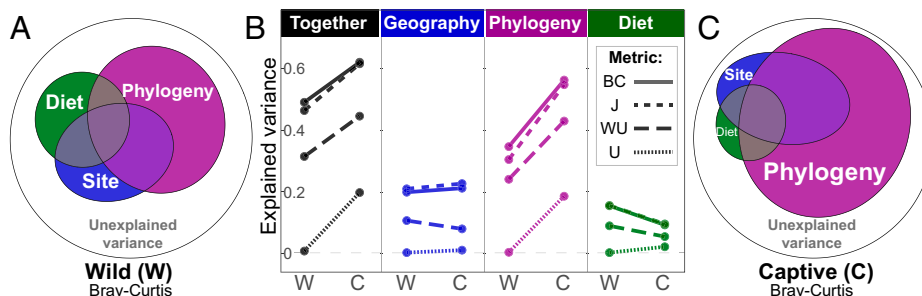 A
Diet
Phylogeny
Site
Unexplained
variance
Wild (W)
Bray-Curtis
B
Together
Geography
Phylogeny
Diet
Explained variance
0.6
0.4
0.2
0
Metric:
BC
J
WU
U
W
C
W
C
W
C
W
C
C
Site
Diet
Phylogeny
Unexplained
variance
Captive (C)
Bray-Curtis